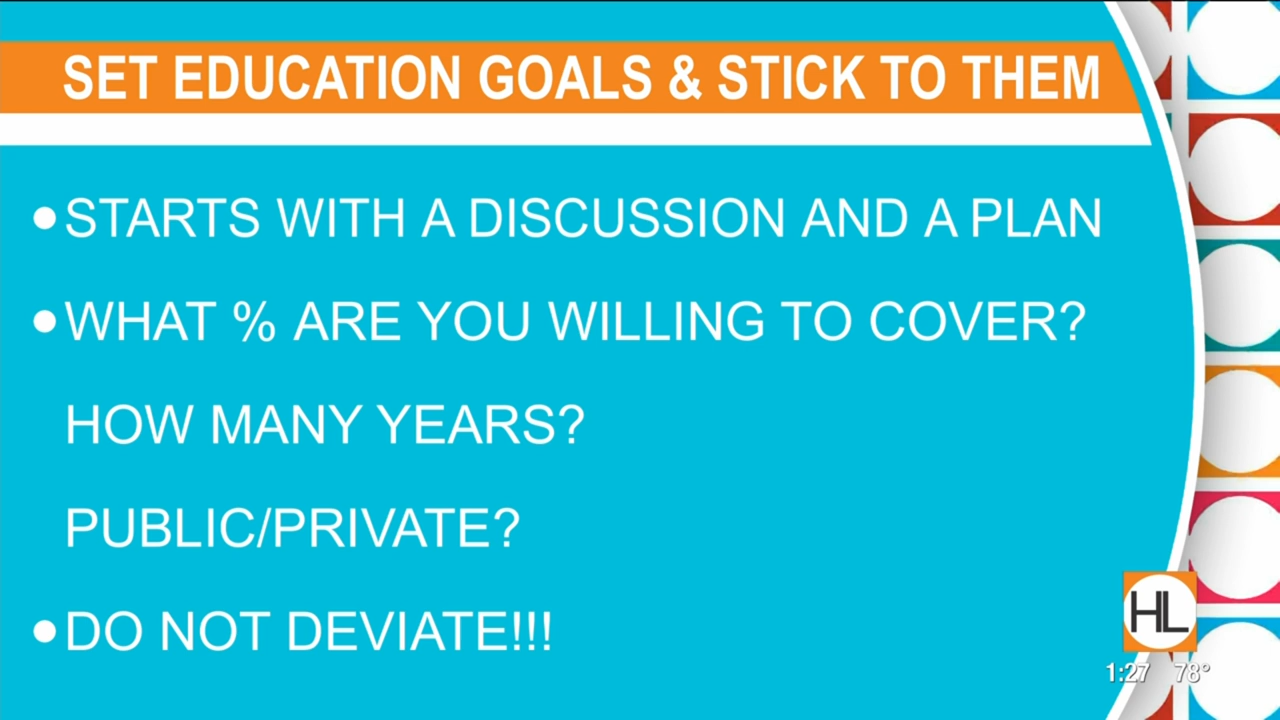 SET EDUCATION GOALS & STICK TO THEM
●STARTS WITH A DISCUSSION AND A PLAN
●WHAT % ARE YOU WILLING TO COVER?
HOW MANY YEARS?
PUBLIC/PRIVATE?
●DO NOT DEVIATE!!!
HL
1:27 78°